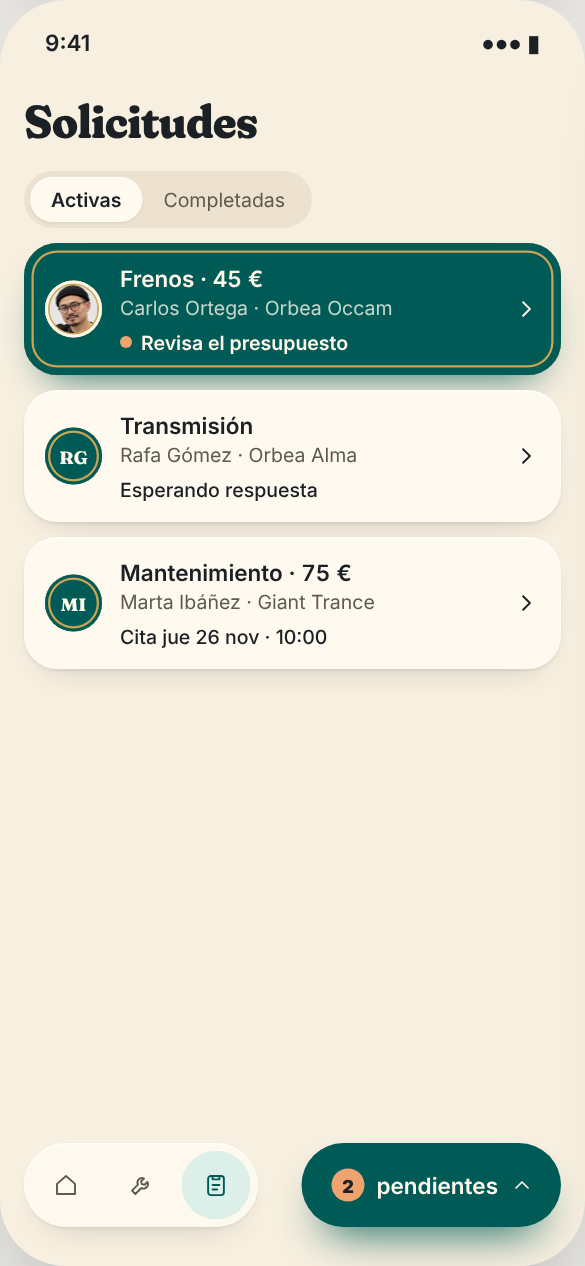 9:41
Solicitudes
Activas
Completadas
Frenos · 45 €
Carlos Ortega · Orbea Occam
Revisa el presupuesto
RG
Transmisión
Rafa Gómez · Orbea Alma
Esperando respuesta
MI
Mantenimiento · 75 €
Marta Ibáñez · Giant Trance
Cita jue 26 nov · 10:00
2 pendientes